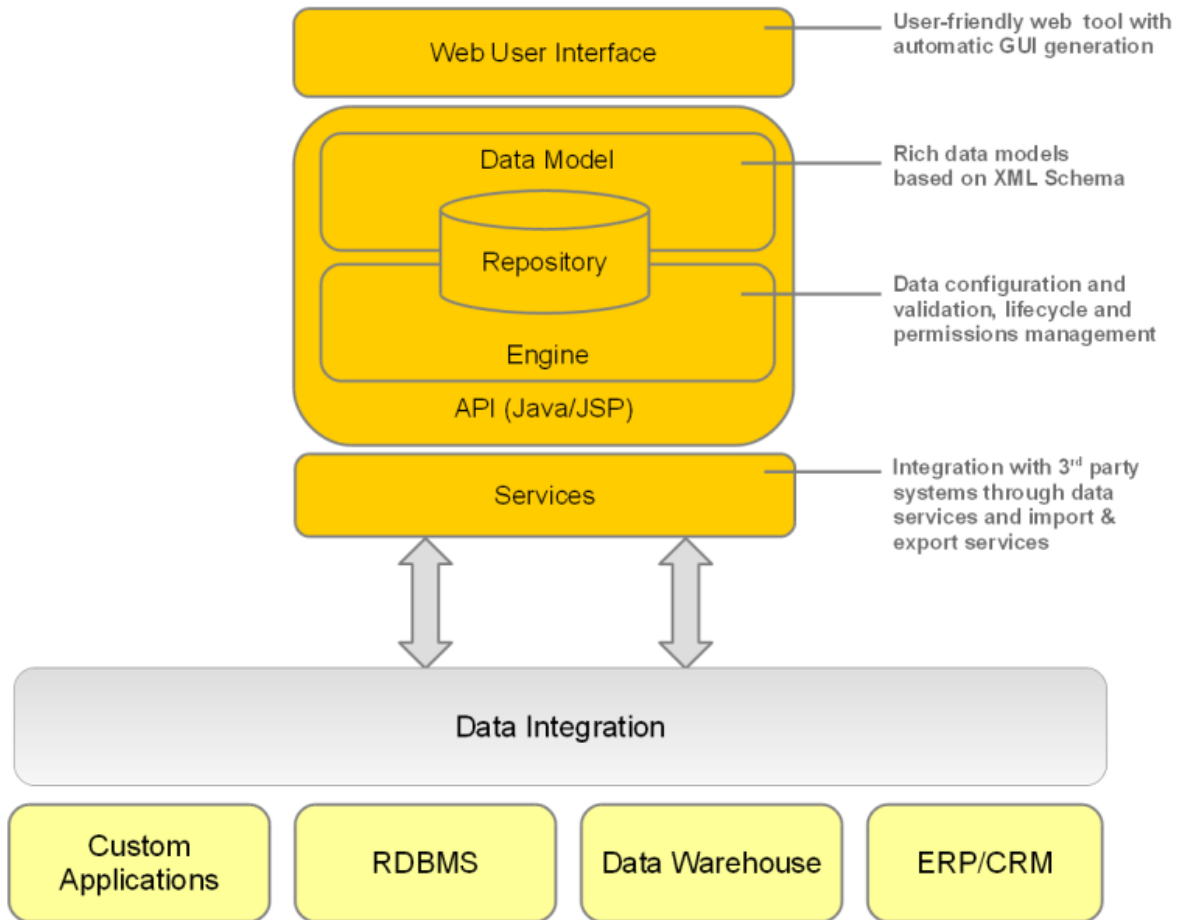 Web User Interface
User-friendly web tool with
automatic GUI generation
Data Model
Rich data models
based on XML Schema
Repository
Data configuration and
validation, lifecycle and
permissions management
Engine
API (Java/JSP)
Services
Integration with 3rd party
systems through data
services and import &
export services
Data Integration
Custom
Applications
RDBMS
Data Warehouse
ERP/CRM